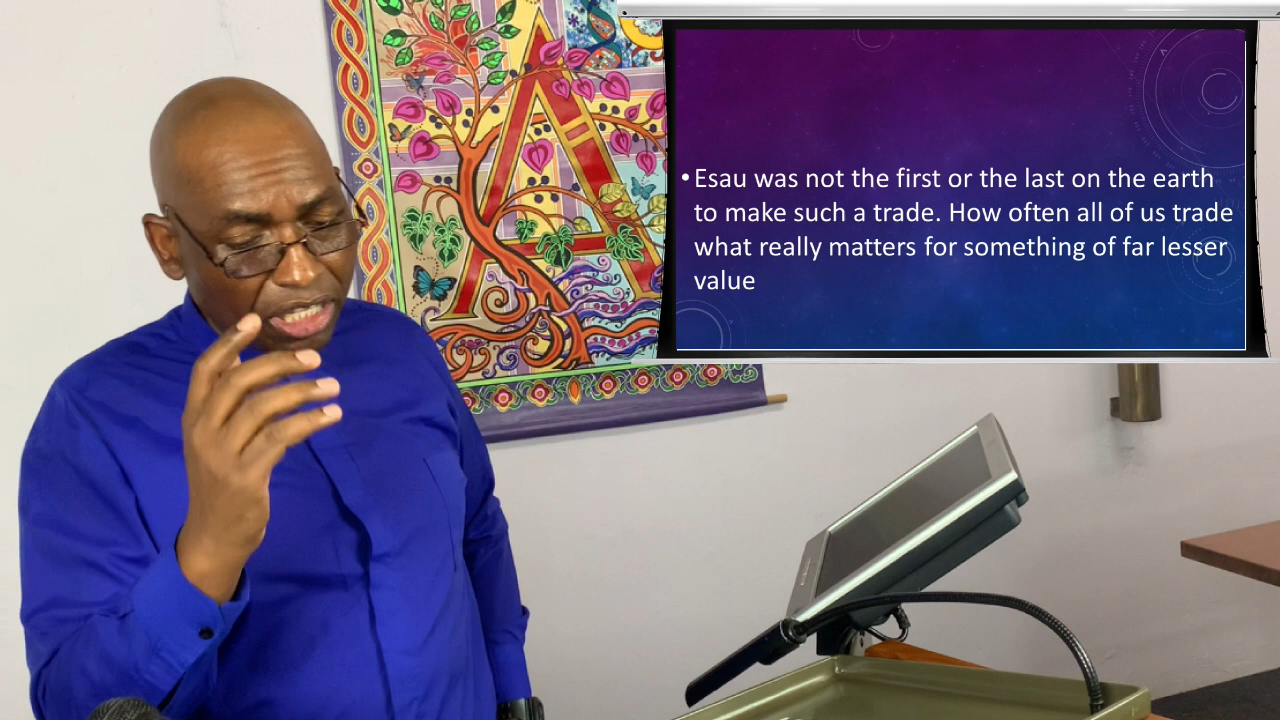 •Esau was not the first or the last on the earth
to make such a trade. How often all of us trade
what really matters for something of far lesser
value